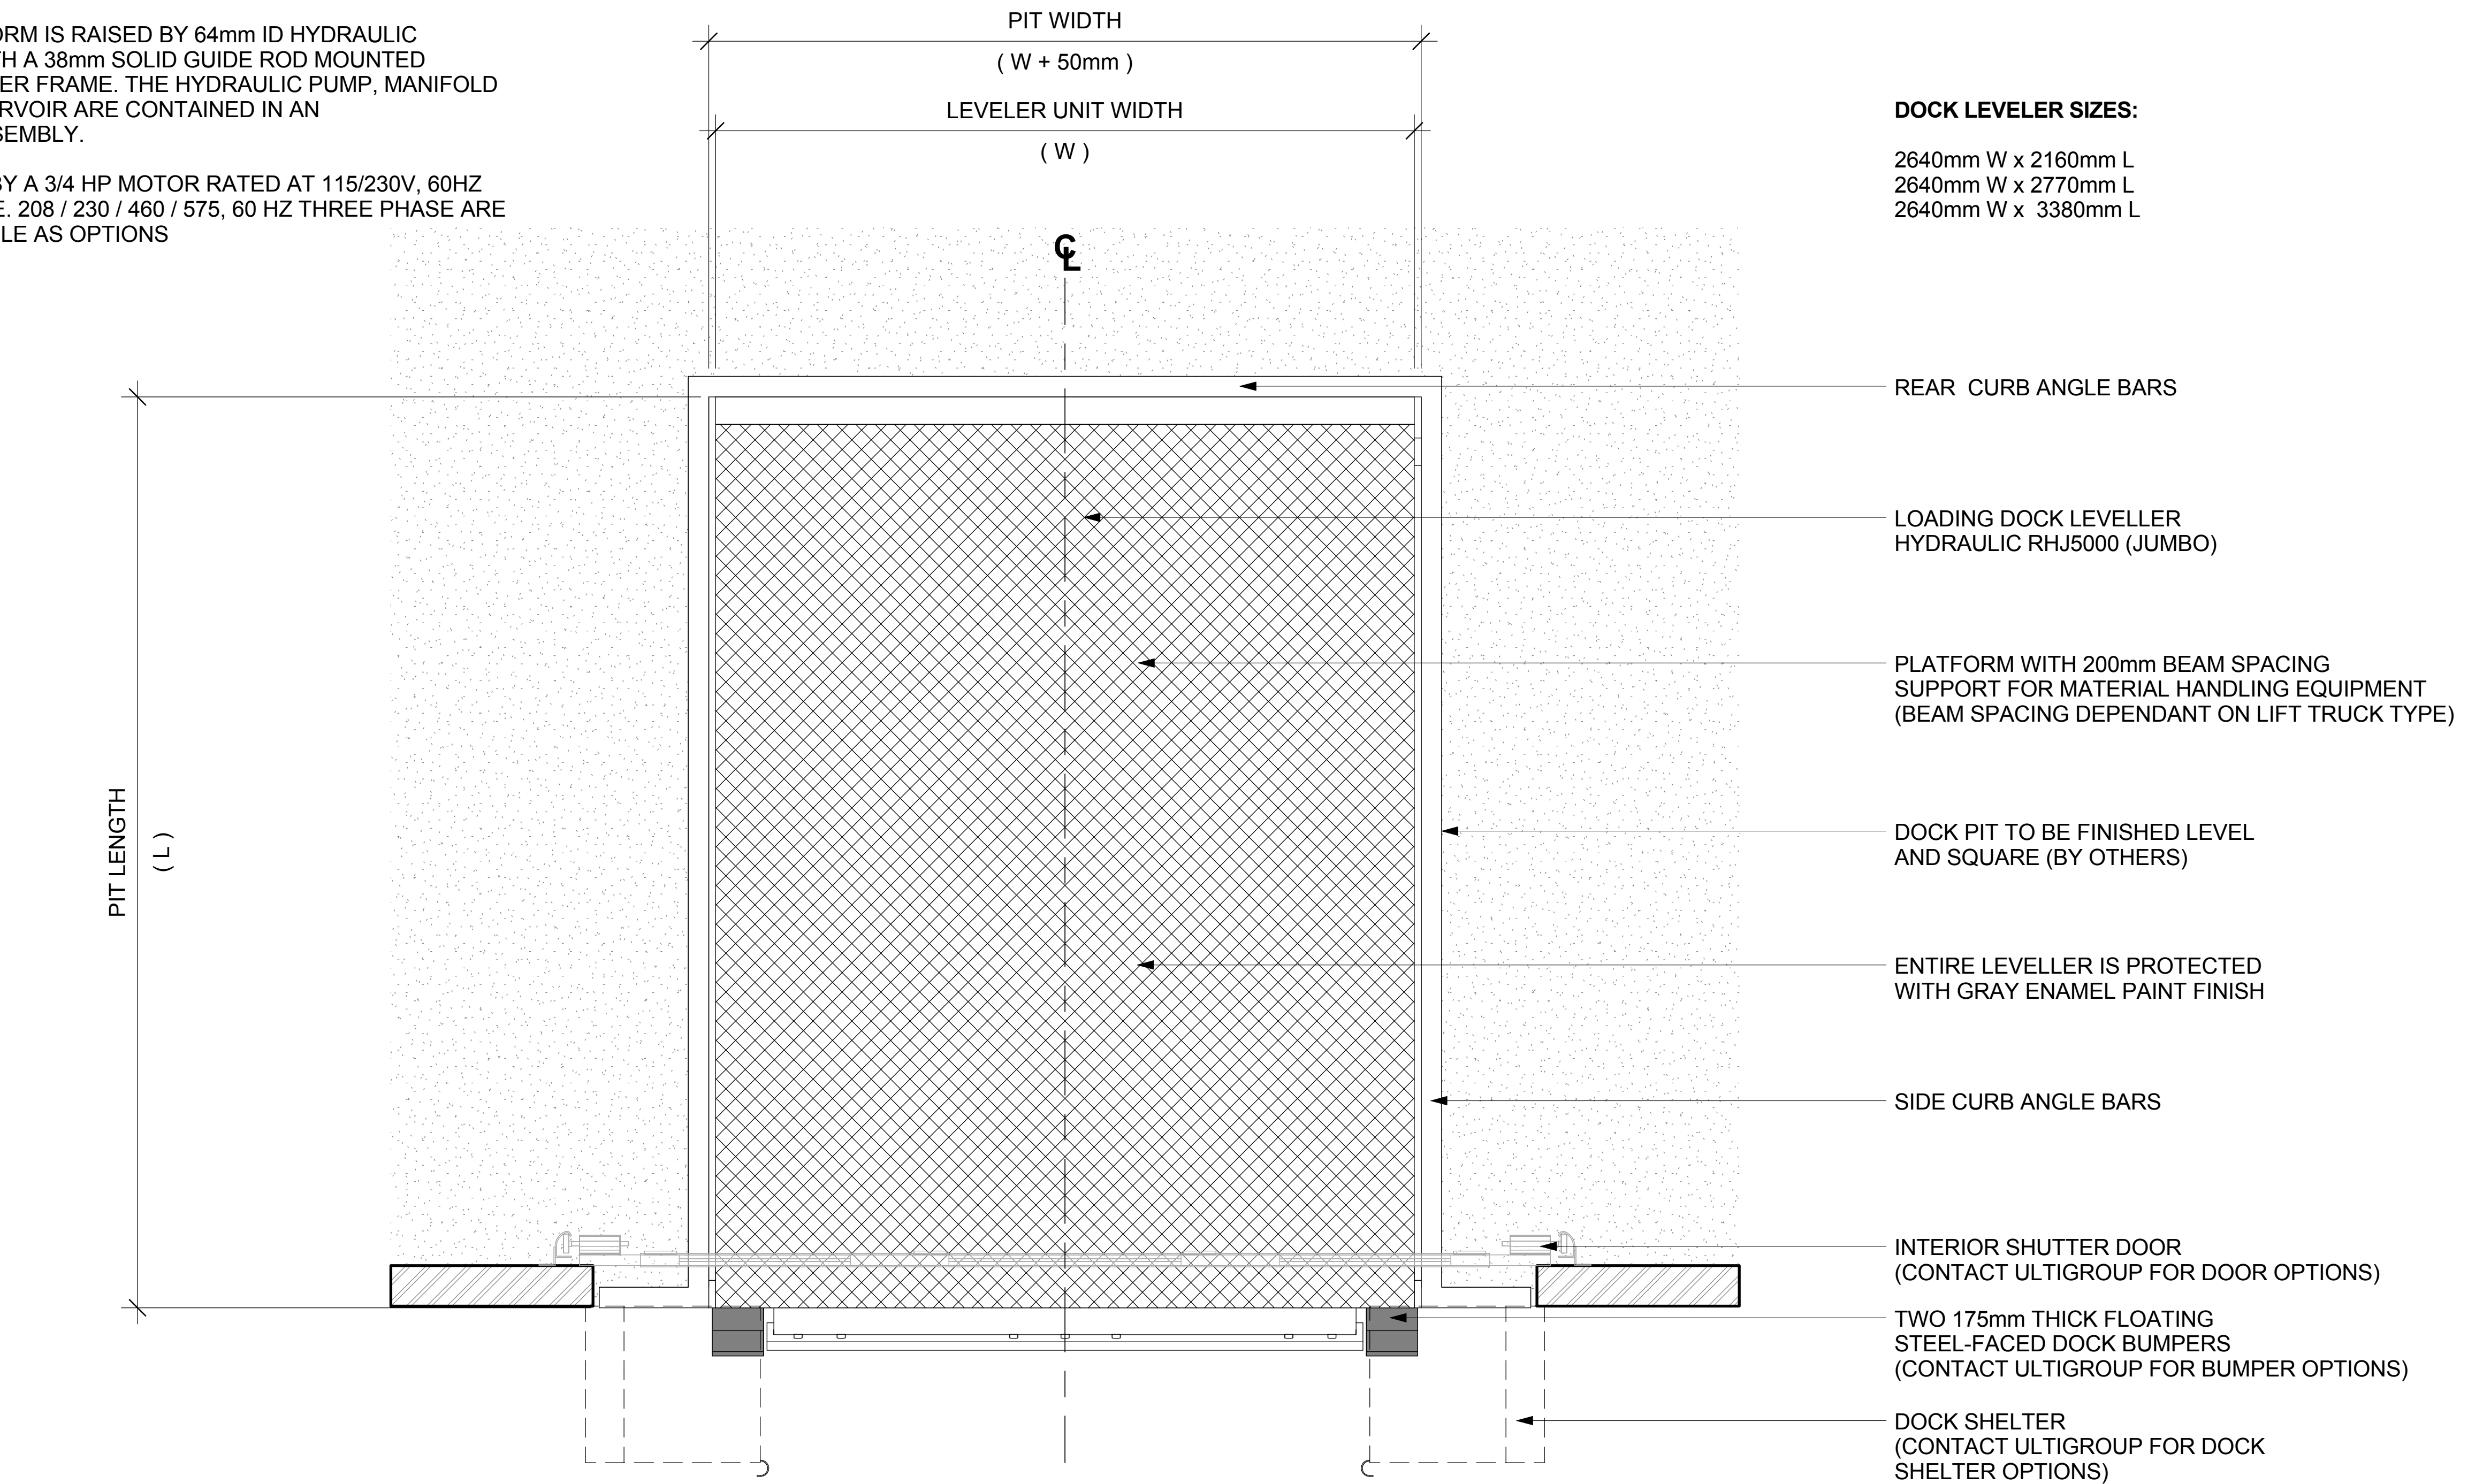 ORM IS RAISED BY 64mm ID HYDRAULIC
TH A 38mm SOLID GUIDE ROD MOUNTED
ER FRAME. THE HYDRAULIC PUMP, MANIFOLD
RVOIR ARE CONTAINED IN AN
SEMBLY.
BY A 3/4 HP MOTOR RATED AT 115/230V, 60HZ
E. 208 / 230 / 460 / 575, 60 HZ THREE PHASE ARE
LE AS OPTIONS
PIT WIDTH
( W + 50mm )
LEVELER UNIT WIDTH
( W )
CL
PIT LENGTH
( L )
DOCK LEVELER SIZES:
2640mm W x 2160mm L
2640mm W x 2770mm L
2640mm W x  3380mm L
REAR  CURB ANGLE BARS
LOADING DOCK LEVELLER
HYDRAULIC RHJ5000 (JUMBO)
PLATFORM WITH 200mm BEAM SPACING
SUPPORT FOR MATERIAL HANDLING EQUIPMENT
(BEAM SPACING DEPENDANT ON LIFT TRUCK TYPE)
DOCK PIT TO BE FINISHED LEVEL
AND SQUARE (BY OTHERS)
ENTIRE LEVELLER IS PROTECTED
WITH GRAY ENAMEL PAINT FINISH
SIDE CURB ANGLE BARS
INTERIOR SHUTTER DOOR
(CONTACT ULTIGROUP FOR DOOR OPTIONS)
TWO 175mm THICK FLOATING
STEEL-FACED DOCK BUMPERS
(CONTACT ULTIGROUP FOR BUMPER OPTIONS)
DOCK SHELTER
(CONTACT ULTIGROUP FOR DOCK
SHELTER OPTIONS)